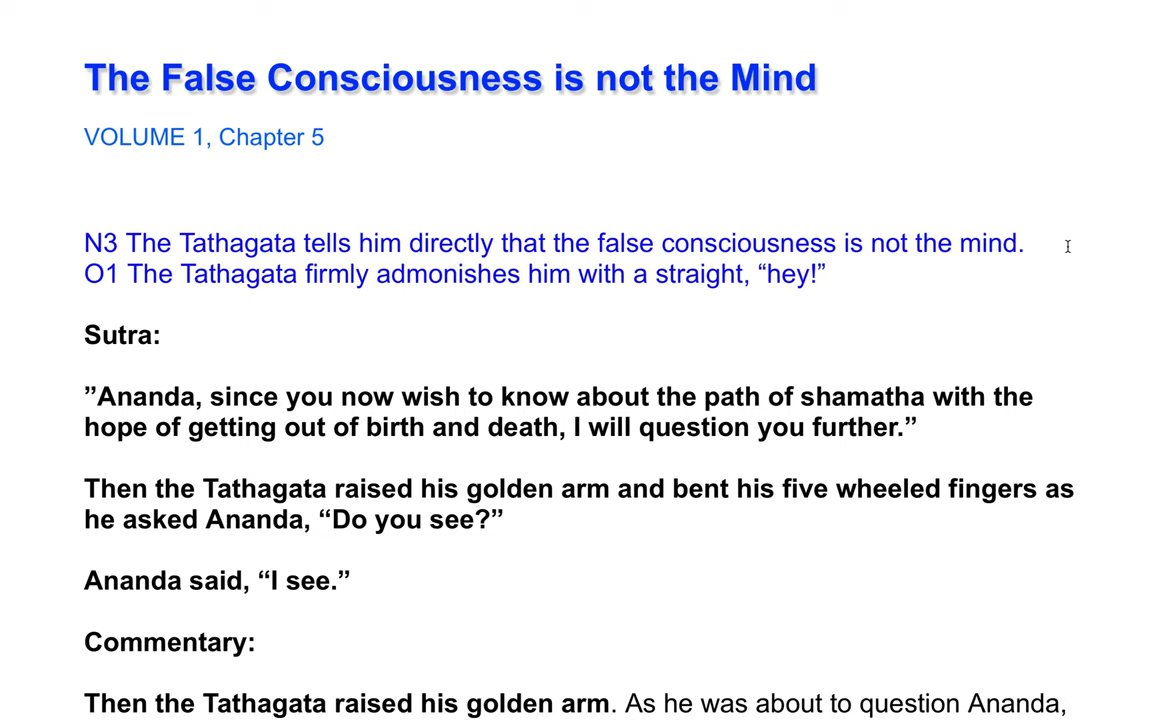 The False Consciousness is not the Mind
VOLUME 1, Chapter 5
N3 The Tathagata tells him directly that the false consciousness is not the mind.
O1 The Tathagata firmly admonishes him with a straight, “hey!”
Sutra:
”Ananda, since you now wish to know about the path of shamatha with the
hope of getting out of birth and death, I will question you further.”
Then the Tathagata raised his golden arm and bent his five wheeled fingers as
he asked Ananda, “Do you see?”
Ananda said, “I see.”
Commentary:
Then the Tathagata raised his golden arm. As he was about to question Ananda,